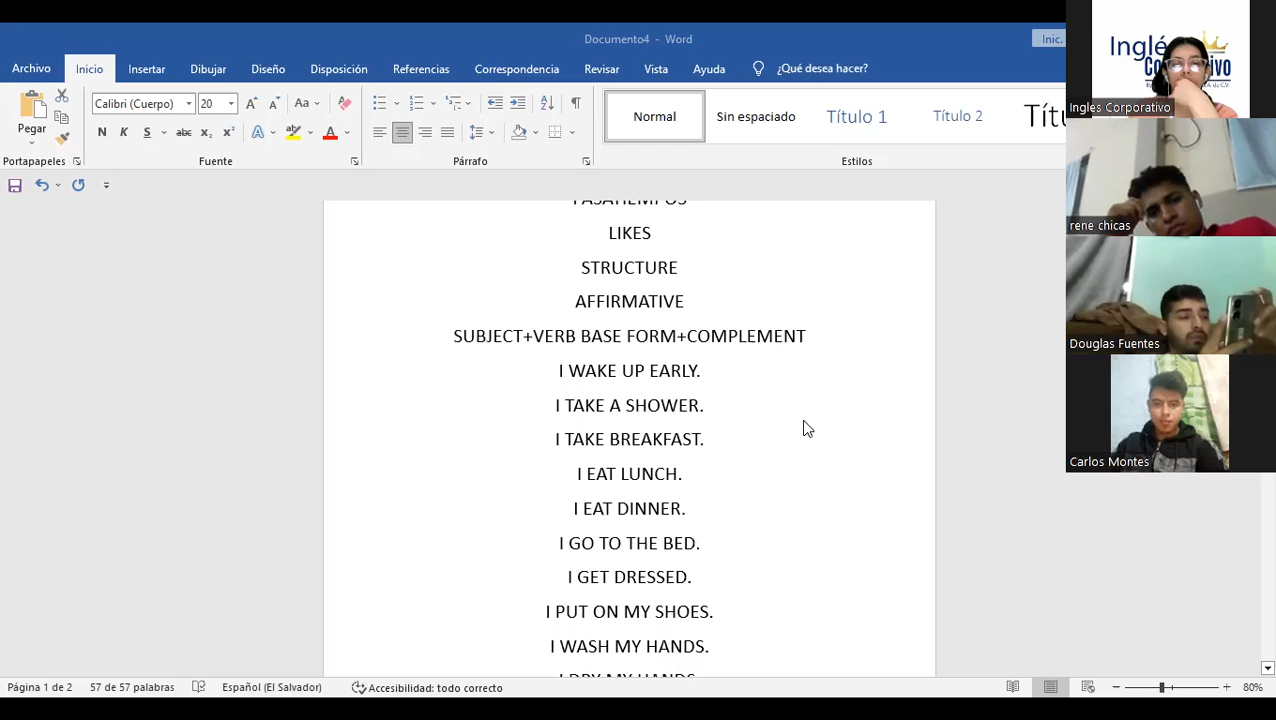 Documento4 - Word
Inic.
Archivo Inicio Insertar Dibujar Diseño Disposición Referencias Correspondencia Revisar Vista Ayuda ¿Qué desea hacer?
Pegar
Calibri (Cuerpo) 20
Normal Sin espaciado Título 1 Título 2
Portapapeles Fuente Párrafo Estilos
LIKES
STRUCTURE
AFFIRMATIVE
SUBJECT+VERB BASE FORM+COMPLEMENT
I WAKE UP EARLY.
I TAKE A SHOWER.
I TAKE BREAKFAST.
I EAT LUNCH.
I EAT DINNER.
I GO TO THE BED.
I GET DRESSED.
I PUT ON MY SHOES.
I WASH MY HANDS.
Página 1 de 2 57 de 57 palabras Español (El Salvador) Accesibilidad: todo correcto 80%
Ingles Corporativo
rene chicas
Douglas Fuentes
Carlos Montes